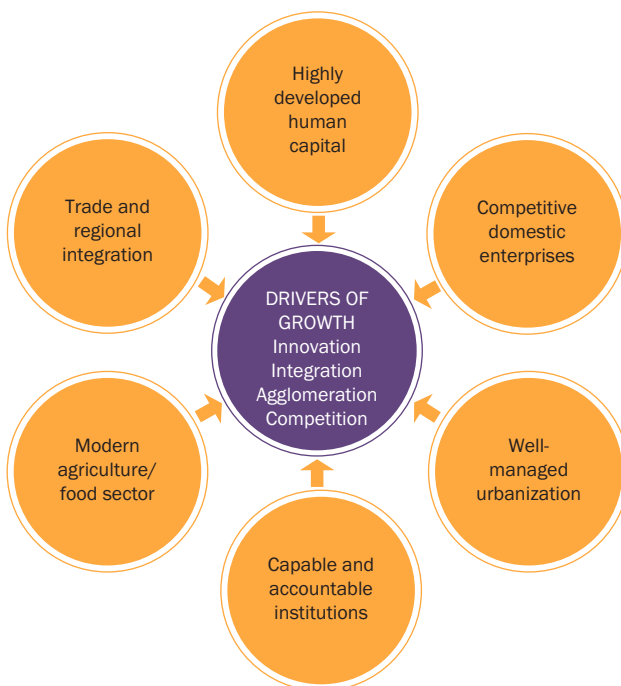 Highly
developed
human
capital
Trade and
regional
integration
Competitive
domestic
enterprises
DRIVERS OF
GROWTH
Innovation
Integration
Agglomeration
Competition
Modern
agriculture/
food sector
Well-
managed
urbanization
Capable and
accountable
institutions